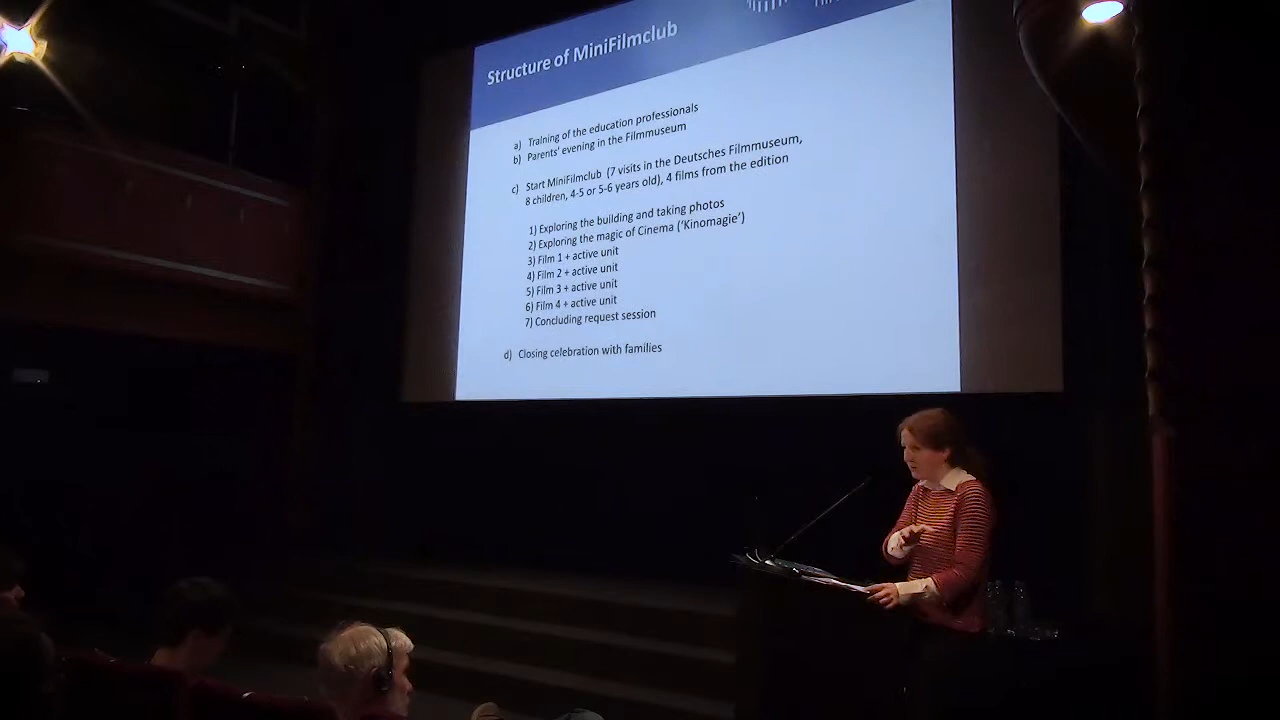 Structure of MiniFilmclub
a) Training of the education professionals
b) Parents' evening in the Filmmuseum
c) Start MiniFilmclub (7 visits in the Deutsches Filmmuseum,
8 children, 4-5 or 5-6 years old), 4 films from the edition
1) Exploring the building and taking photos
2) Exploring the magic of Cinema ('Kinomagie')
3) Film 1 + active unit
4) Film 2 + active unit
5) Film 3 + active unit
6) Film 4 + active unit
7) Concluding request session
d) Closing celebration with families